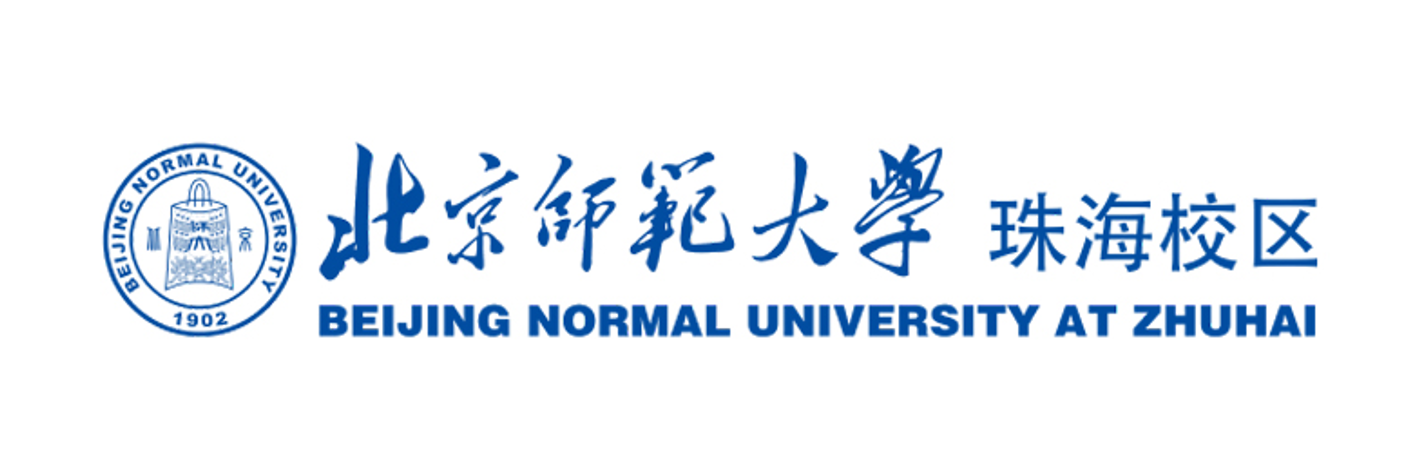 BEIJING NORMAL UNIVERSITY
1902
北京師範大學 珠海校区
BEIJING NORMAL UNIVERSITY AT ZHUHAI